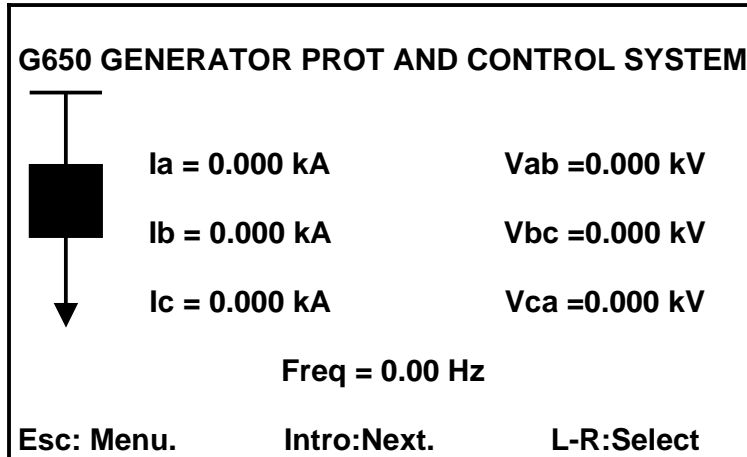 G650 GENERATOR PROT AND CONTROL SYSTEM
Ia = 0.000 kA Vab =0.000 kV
Ib = 0.000 kA Vbc =0.000 kV
Ic = 0.000 kA Vca =0.000 kV
Freq = 0.00 Hz
Esc: Menu. Intro:Next. L-R:Select